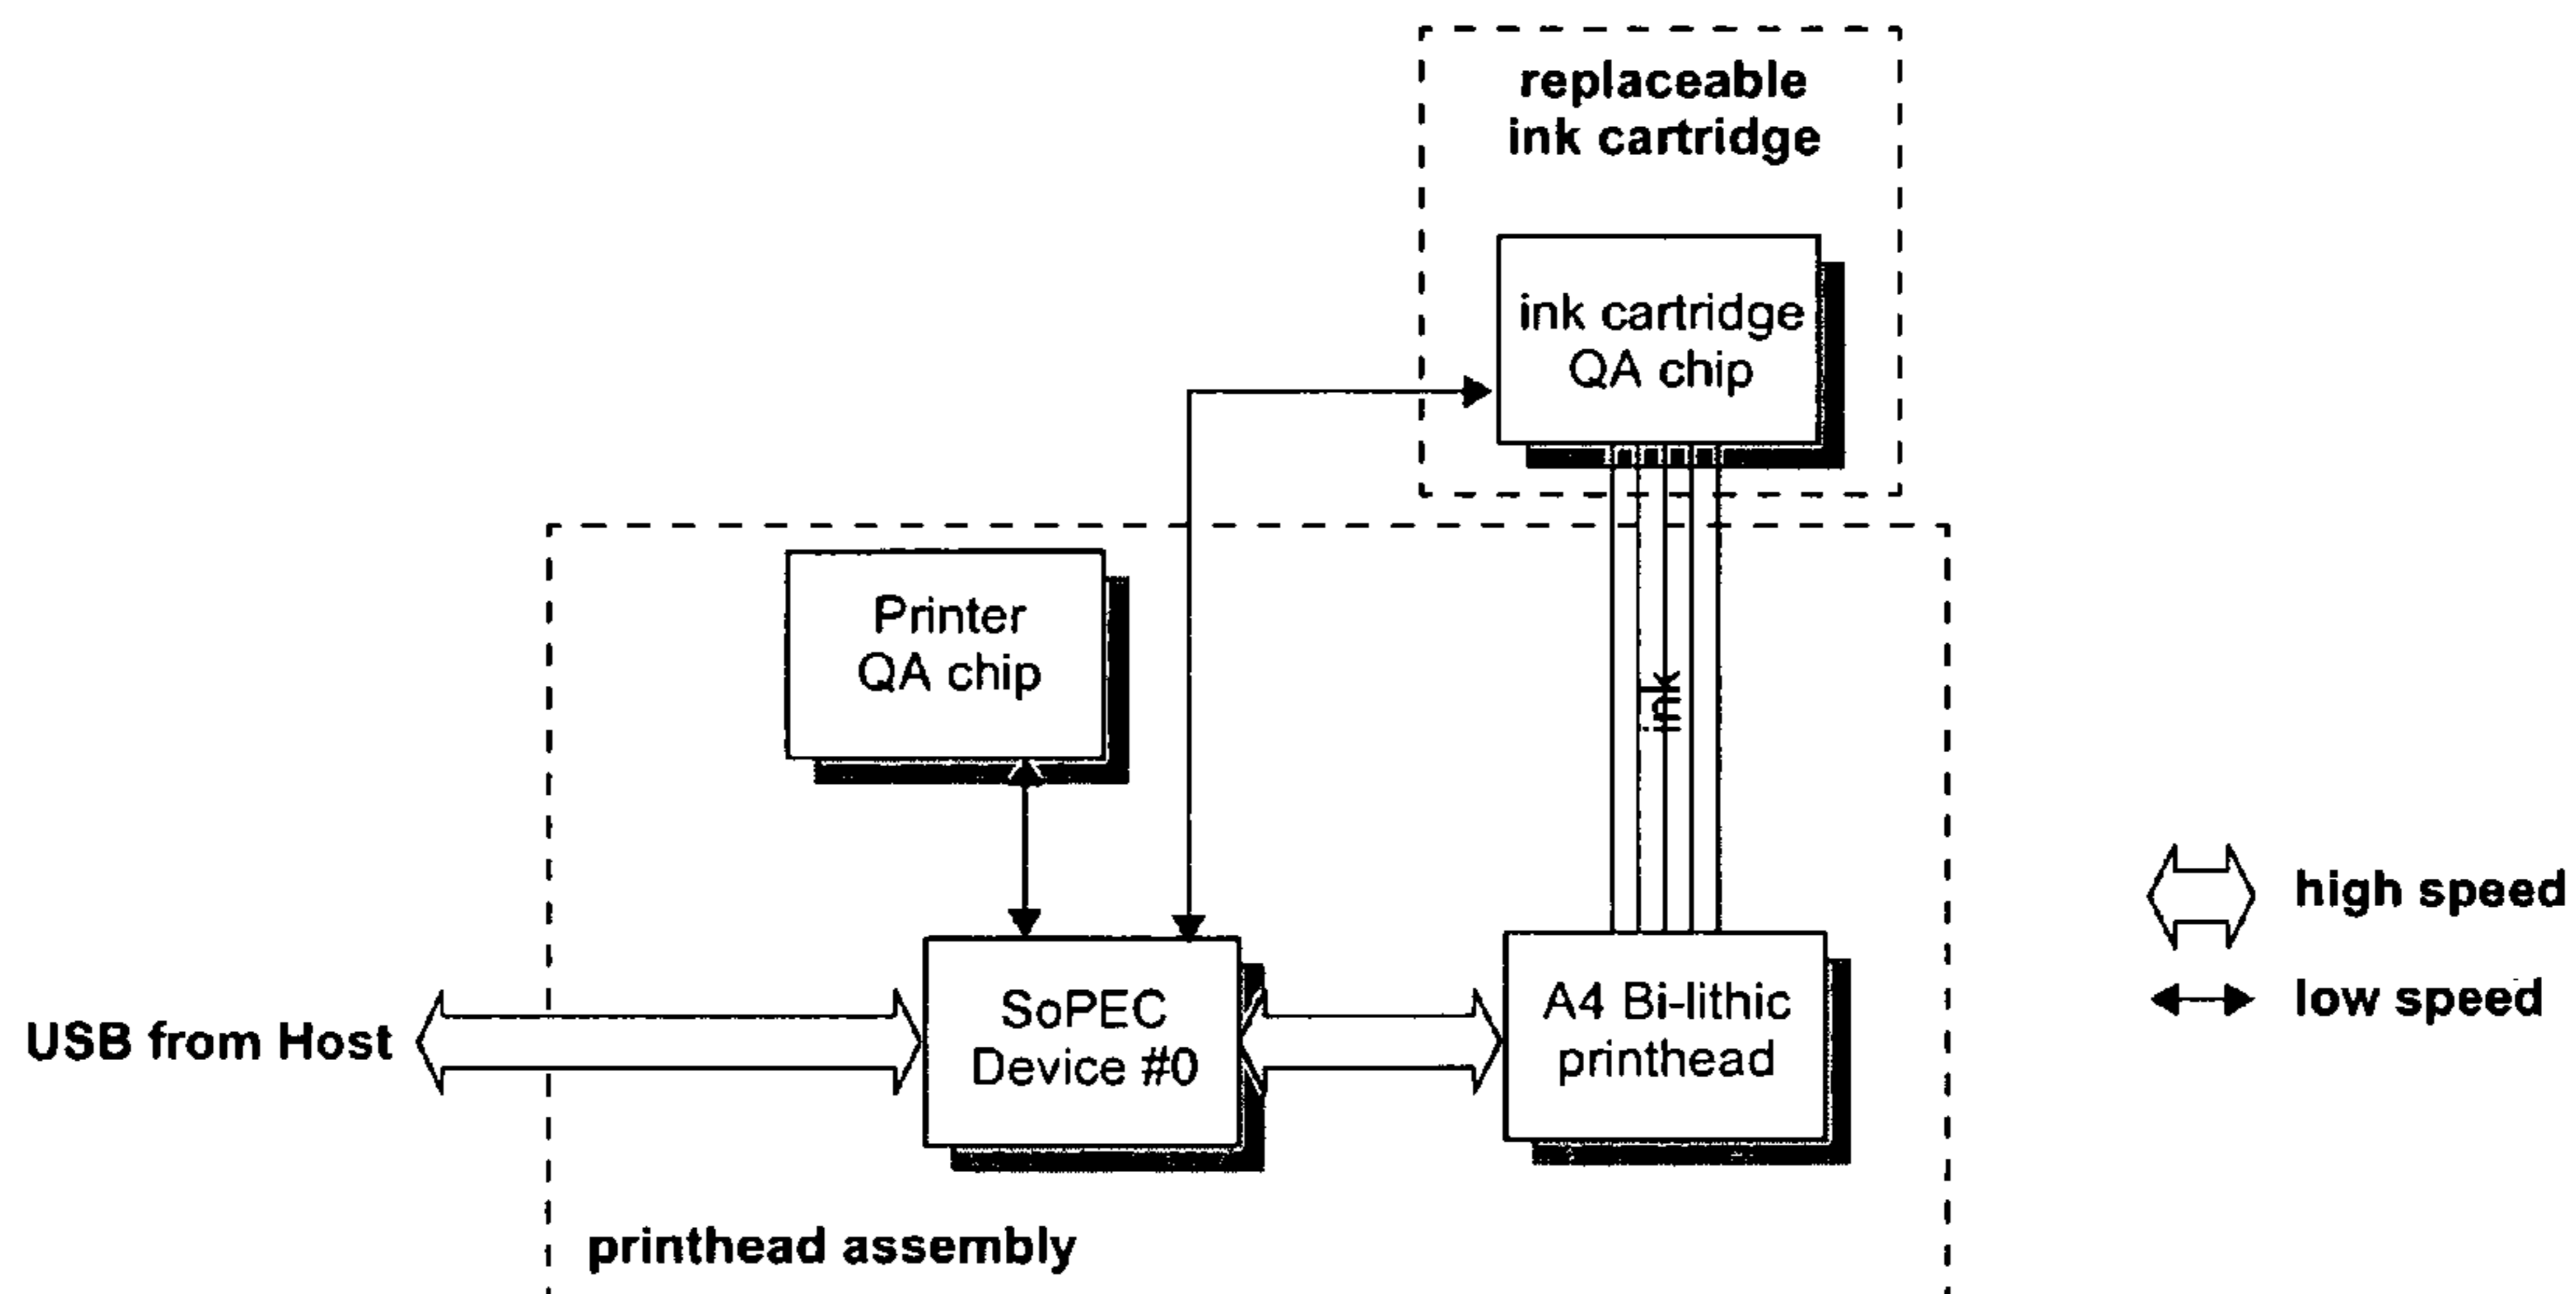 replaceable
ink cartridge
ink cartridge
QA chip
Printer
QA chip
ink
SoPEC
Device #0
A4 Bi-lithic
printhead
USB from Host
high speed
low speed
printhead assembly